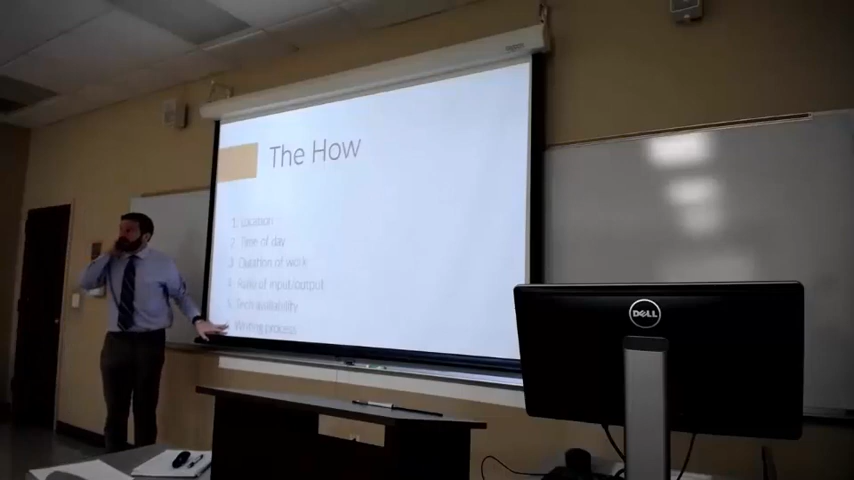 The How
1. Location
2. Time of day
3. Duration of work
4. Ratio of input/output
5. Tech availability
6. Writing process
DELL